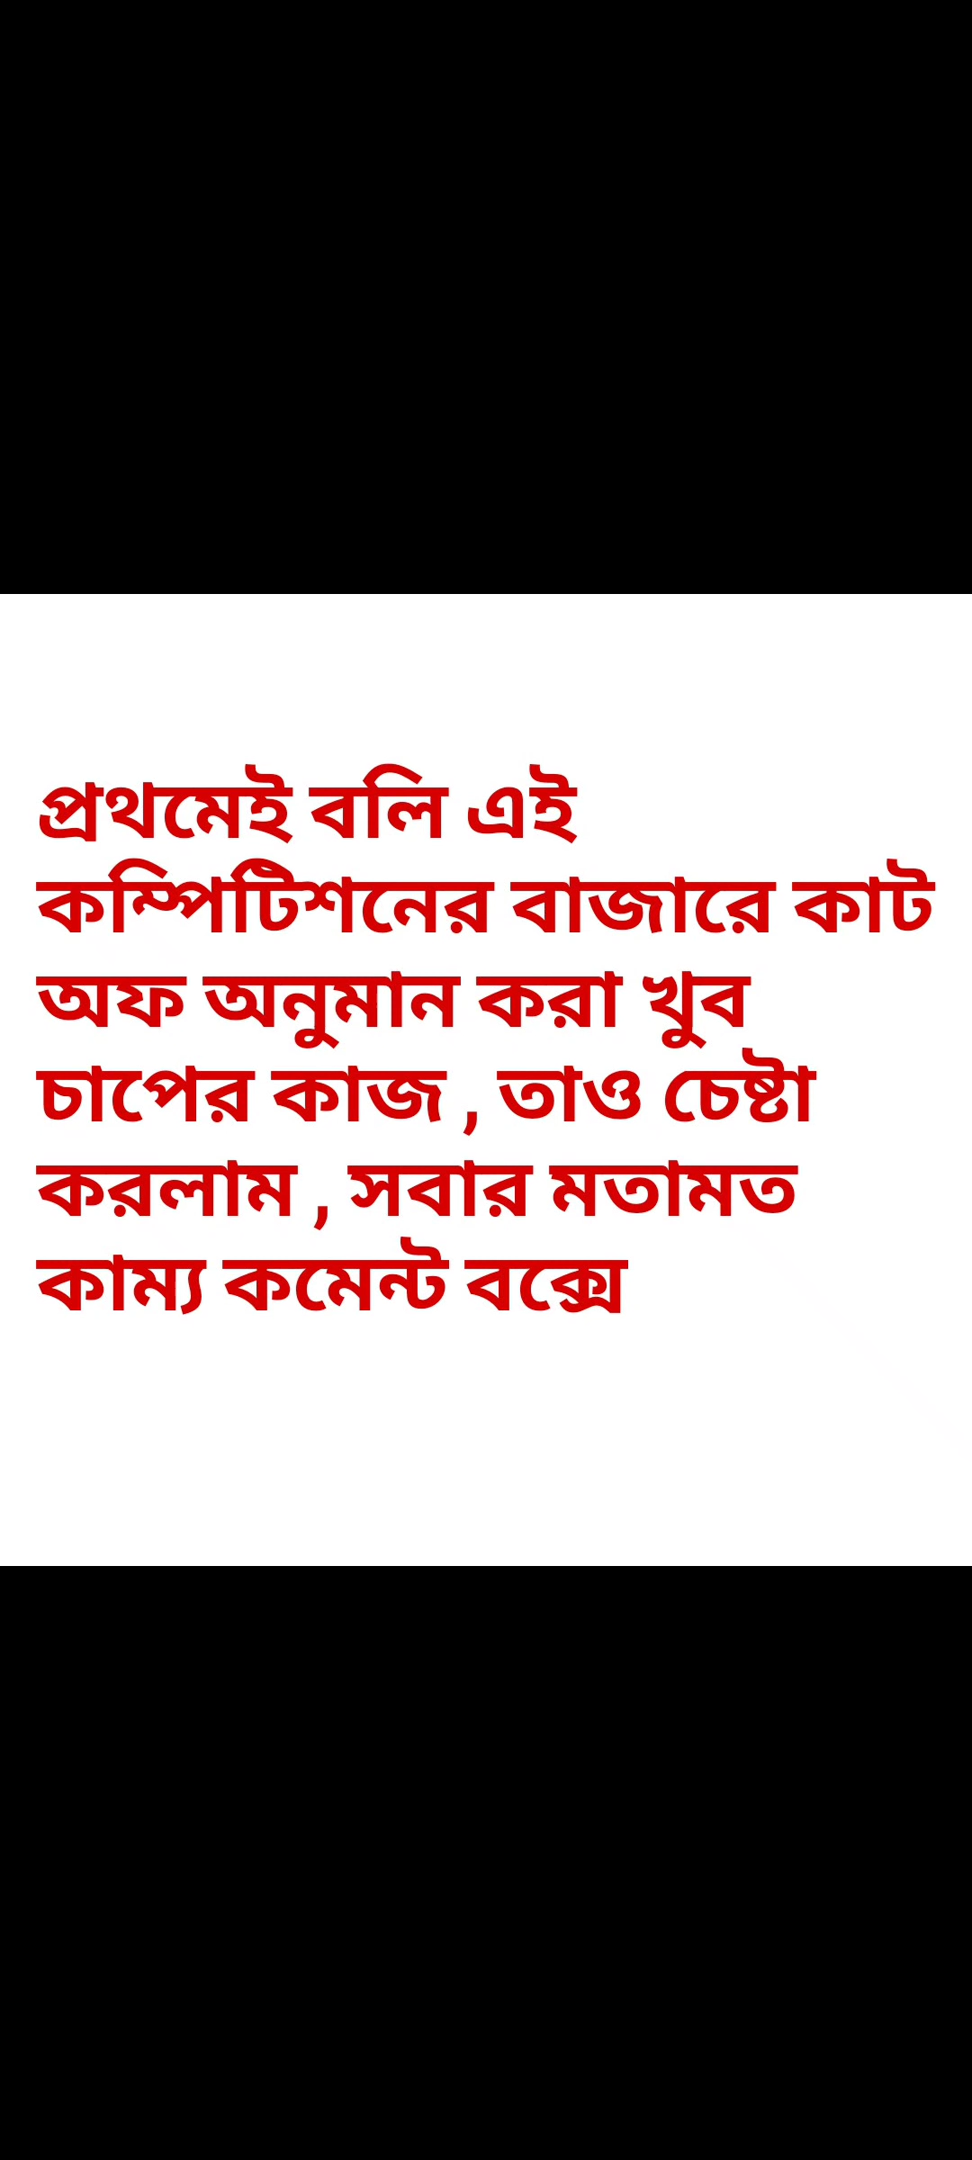 প্রথমেই বলি এই
কম্পিটিশনের বাজারে কাট
অফ অনুমান করা খুব
চাপের কাজ , তাও চেষ্টা
করলাম , সবার মতামত
কাম্য কমেন্ট বক্সে